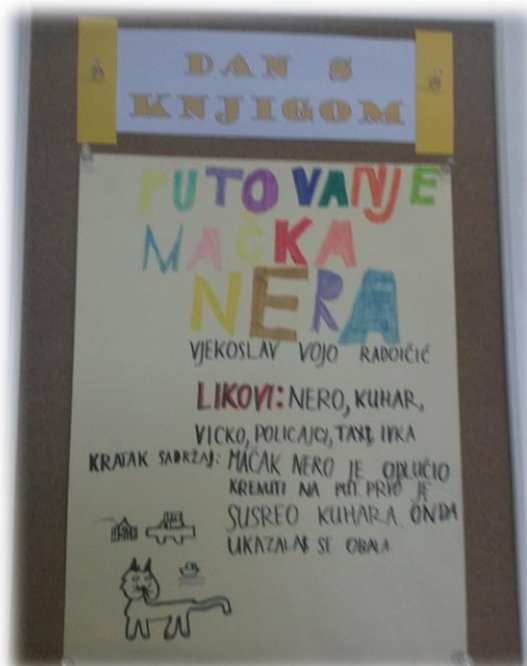 DAN S
KNJIGOM
PUTOVANJE
MAČKA
NERA
VJEKOSLAV VOJO RADOIČIĆ
LIKOVI: NERO, KUHAR,
VICKO, POLICAJCI, TAXI, IVKA
KRATAK SADRŽAJ: MAČAK NERO JE ODLUČIO
KRENUTI NA PUT. PRVO JE
SUSREO KUHARA. ONDA
UKAZALA SE OBALA